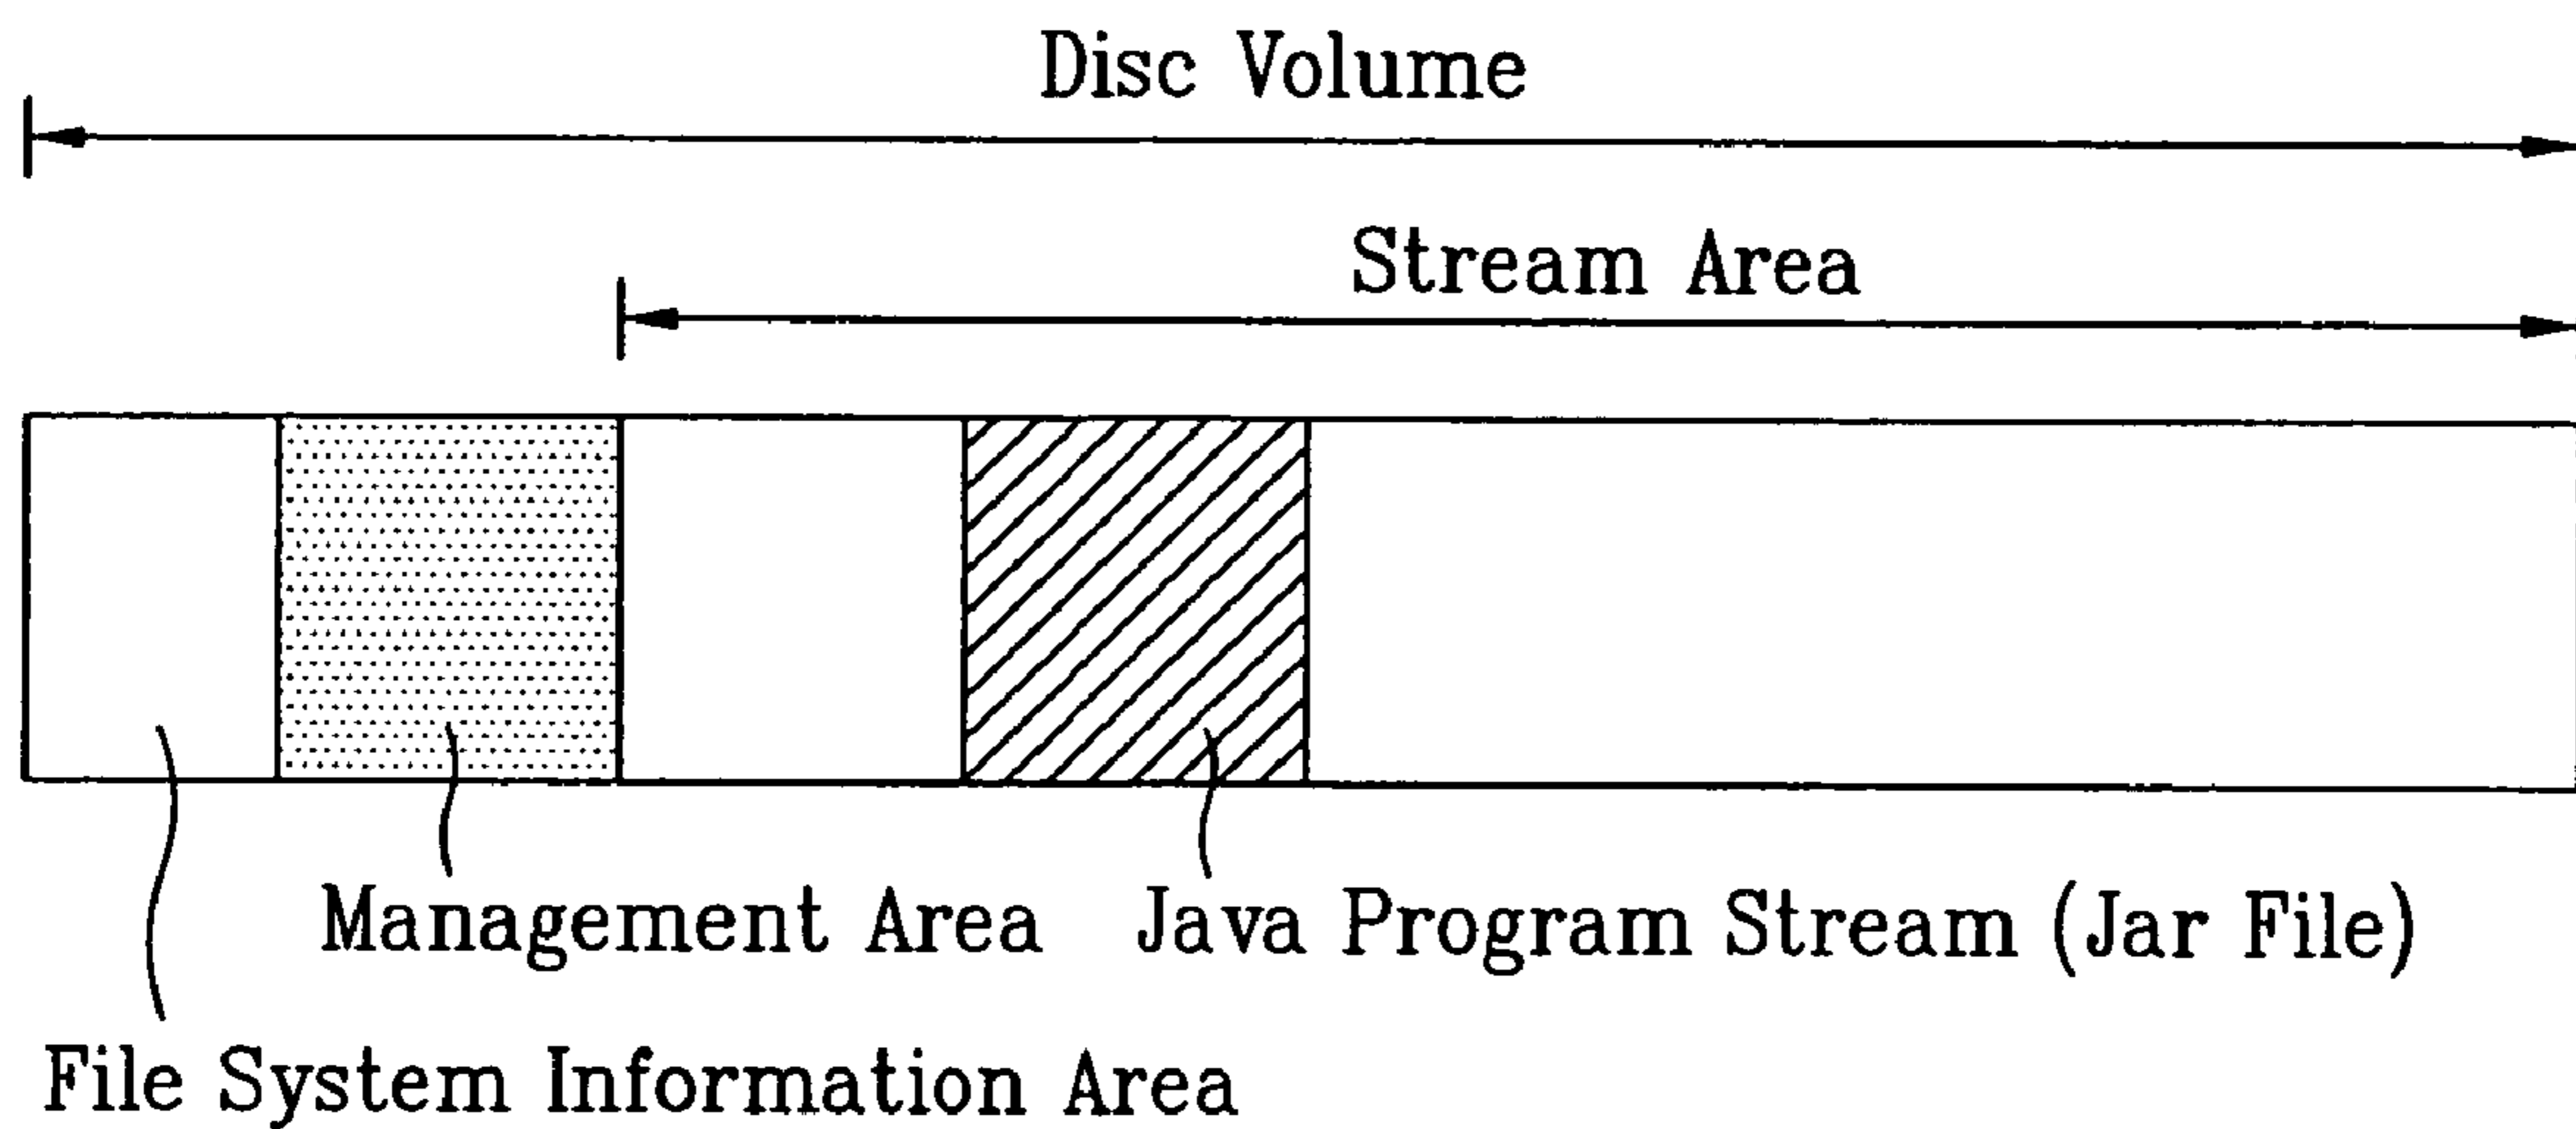 Disc Volume
Stream Area
Management Area
Java Program Stream (Jar File)
File System Information Area